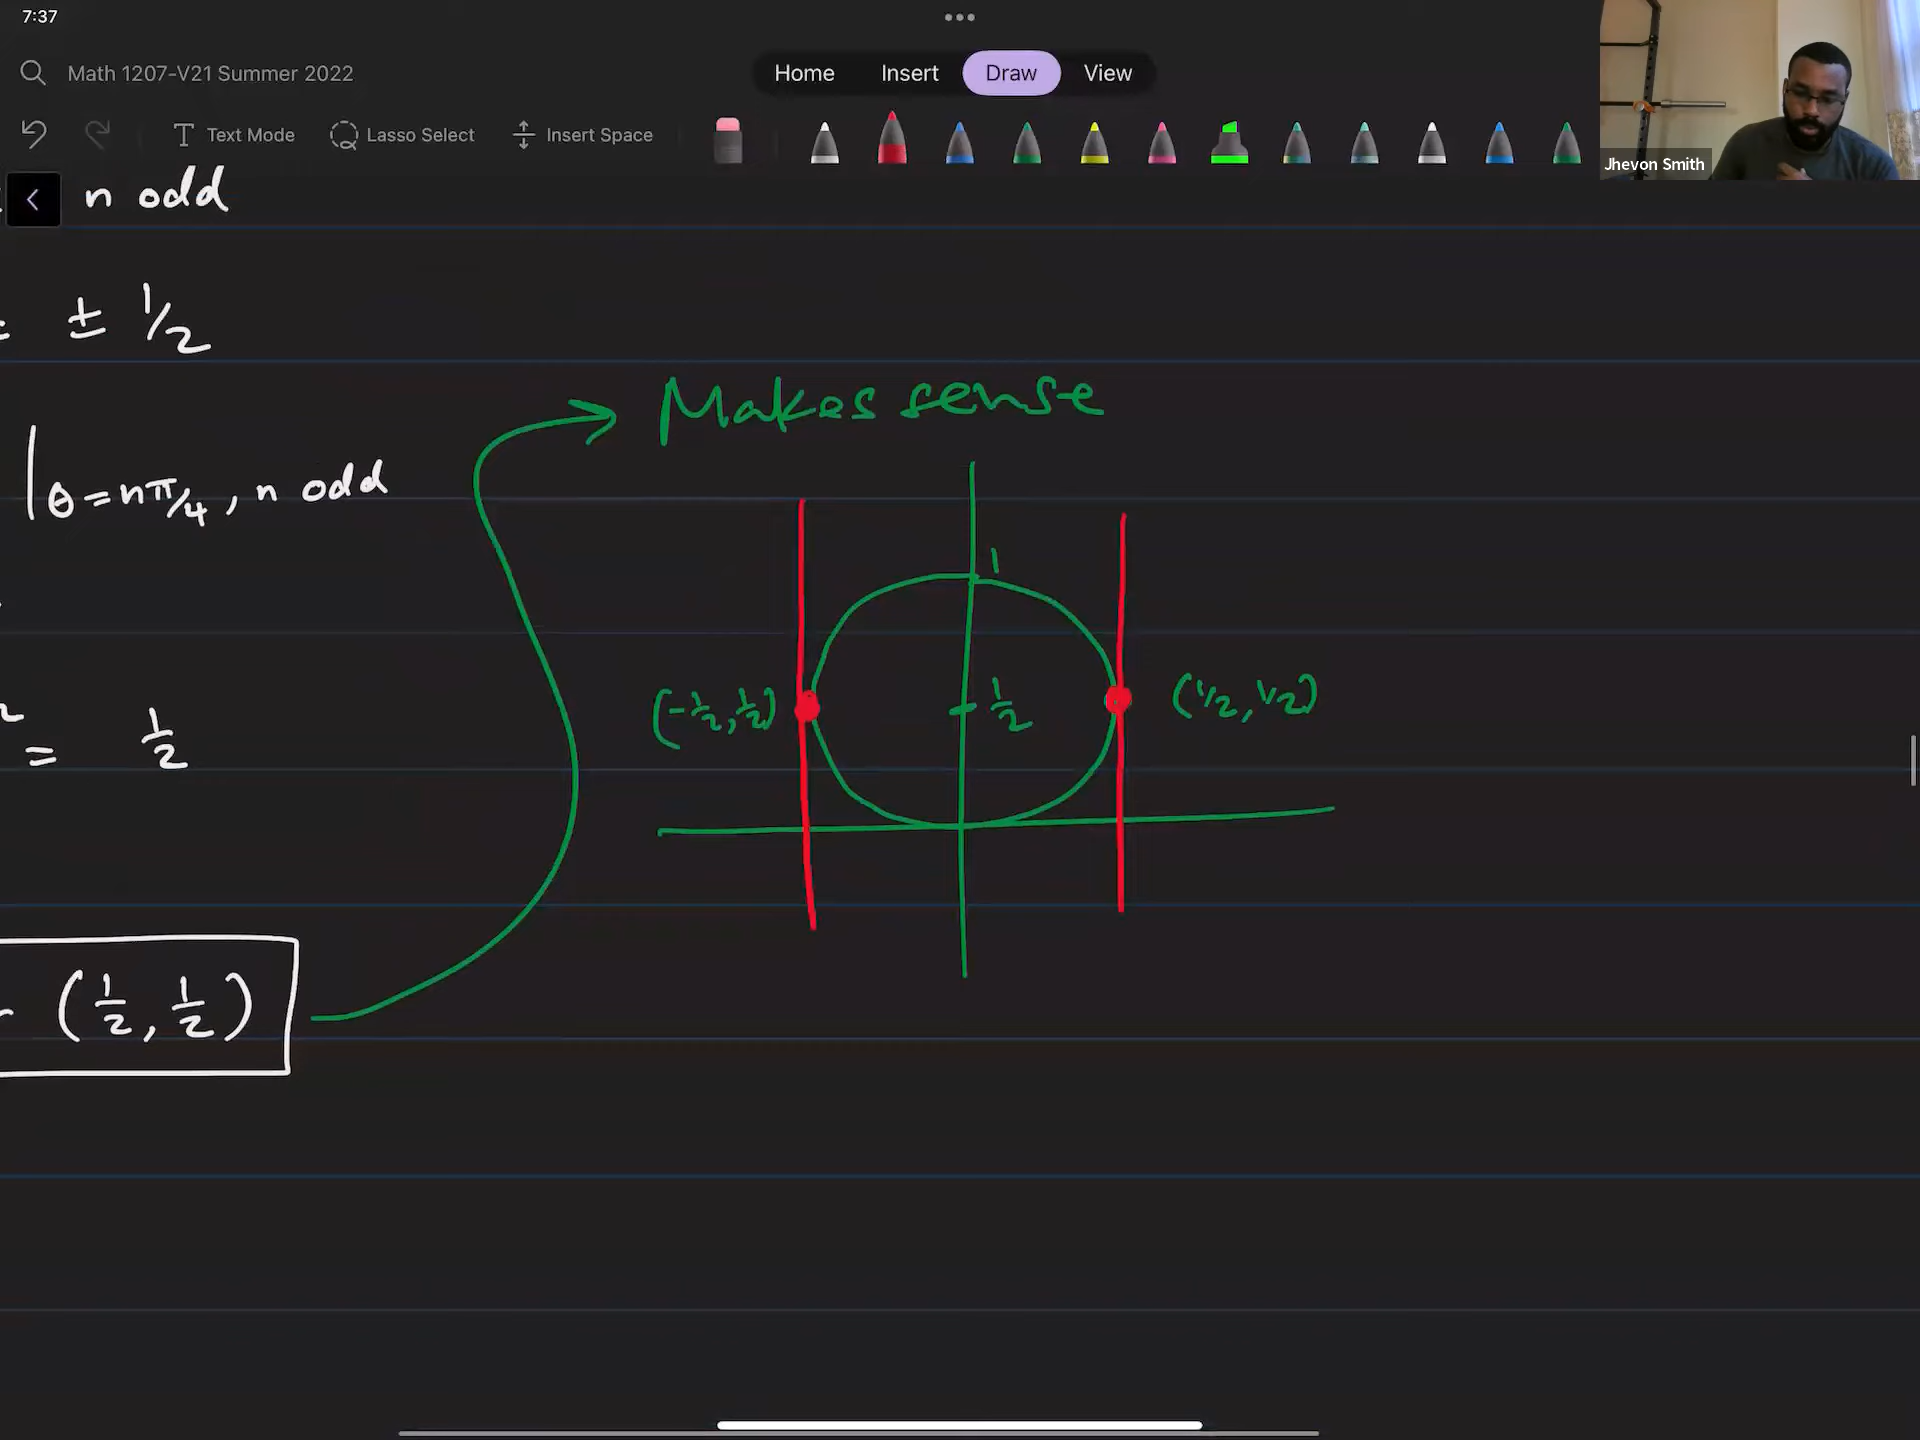 7:37
Math 1207-V21 Summer 2022
Home Insert Draw View
Text Mode Lasso Select Insert Space
Jhevon Smith
n odd
= ± 1/2
Makes sense
| θ = nπ/4, n odd
1
(-1/2, 1/2) 1/2 (1/2, 1/2)
2 = 1/2
(1/2, 1/2)